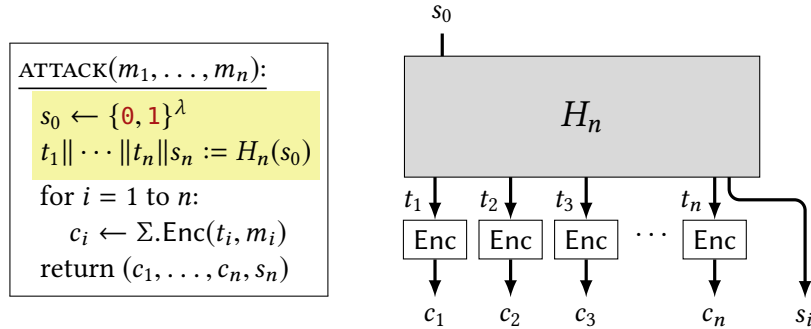 ATTACK(m₁, . . . , mₙ):
s₀ ← {0, 1}^λ
t₁‖ · · · ‖tₙ‖sₙ := Hₙ(s₀)
for i = 1 to n:
cᵢ ← Σ.Enc(tᵢ, mᵢ)
return (c₁, . . . , cₙ, sₙ)
s₀
Hₙ
t₁ t₂ t₃ tₙ
Enc Enc Enc · · · Enc
c₁ c₂ c₃ cₙ sᵢ